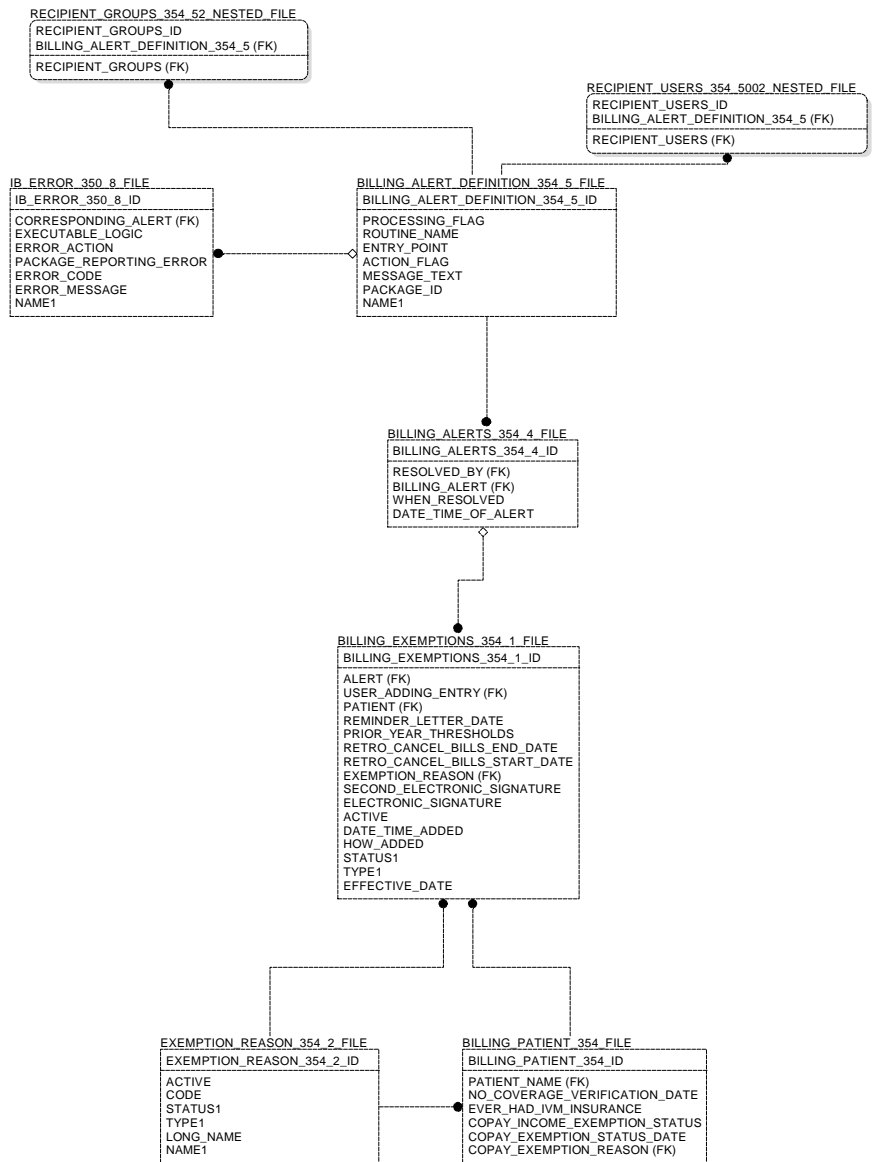 RECIPIENT_GROUPS_354_52_NESTED_FILE
RECIPIENT_GROUPS_ID
BILLING_ALERT_DEFINITION_354_5 (FK)
RECIPIENT_GROUPS (FK)
RECIPIENT_USERS_354_5002_NESTED_FILE
RECIPIENT_USERS_ID
BILLING_ALERT_DEFINITION_354_5 (FK)
RECIPIENT_USERS (FK)
IB_ERROR_350_8_FILE
IB_ERROR_350_8_ID
CORRESPONDING_ALERT (FK)
EXECUTABLE_LOGIC
ERROR_ACTION
PACKAGE_REPORTING_ERROR
ERROR_CODE
ERROR_MESSAGE
NAME1
BILLING_ALERT_DEFINITION_354_5_FILE
BILLING_ALERT_DEFINITION_354_5_ID
PROCESSING_FLAG
ROUTINE_NAME
ENTRY_POINT
ACTION_FLAG
MESSAGE_TEXT
PACKAGE_ID
NAME1
BILLING_ALERTS_354_4_FILE
BILLING_ALERTS_354_4_ID
RESOLVED_BY (FK)
BILLING_ALERT (FK)
WHEN_RESOLVED
DATE_TIME_OF_ALERT
BILLING_EXEMPTIONS_354_1_FILE
BILLING_EXEMPTIONS_354_1_ID
ALERT (FK)
USER_ADDING_ENTRY (FK)
PATIENT (FK)
REMINDER_LETTER_DATE
PRIOR_YEAR_THRESHOLDS
RETRO_CANCEL_BILLS_END_DATE
RETRO_CANCEL_BILLS_START_DATE
EXEMPTION_REASON (FK)
SECOND_ELECTRONIC_SIGNATURE
ELECTRONIC_SIGNATURE
ACTIVE
DATE_TIME_ADDED
HOW_ADDED
STATUS1
TYPE1
EFFECTIVE_DATE
EXEMPTION_REASON_354_2_FILE
EXEMPTION_REASON_354_2_ID
ACTIVE
CODE
STATUS1
TYPE1
LONG_NAME
NAME1
BILLING_PATIENT_354_FILE
BILLING_PATIENT_354_ID
PATIENT_NAME (FK)
NO_COVERAGE_VERIFICATION_DATE
EVER_HAD_IVM_INSURANCE
COPAY_INCOME_EXEMPTION_STATUS
COPAY_EXEMPTION_STATUS_DATE
COPAY_EXEMPTION_REASON (FK)